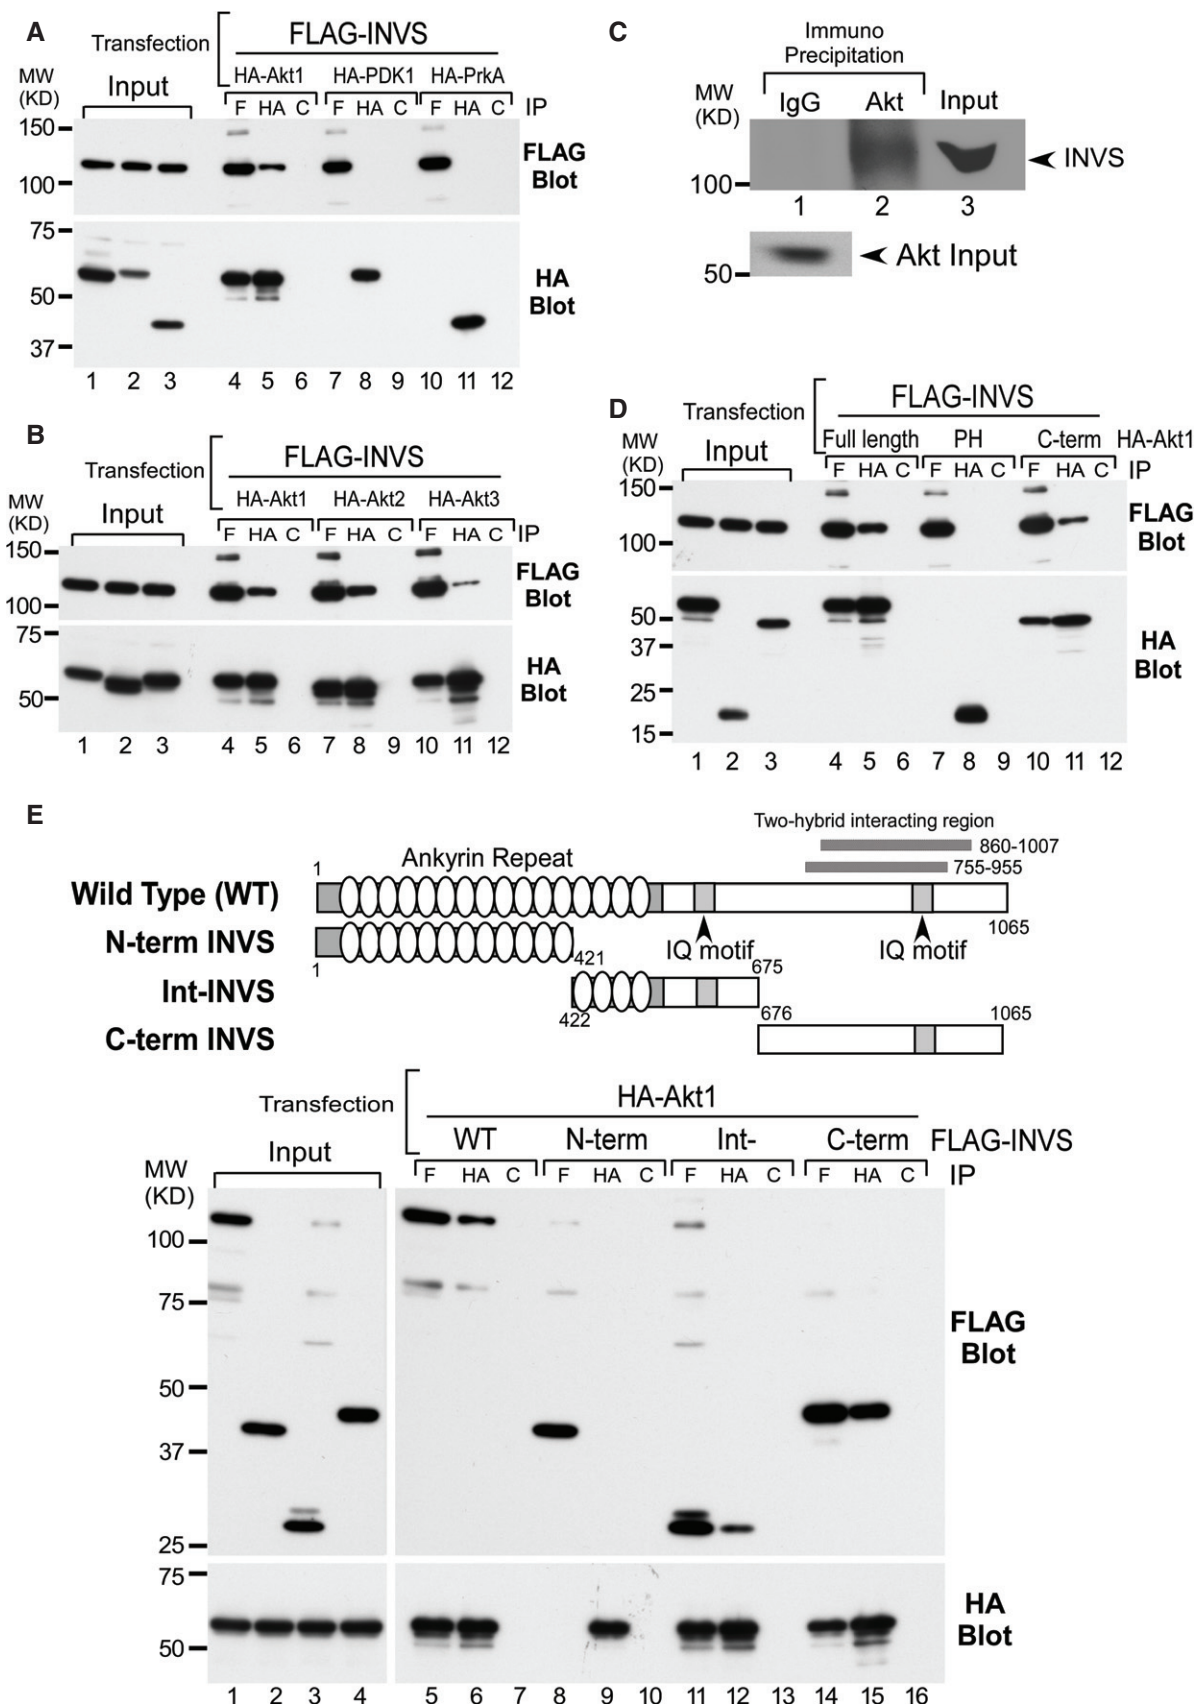 A
Transfection
FLAG-INVS
MW
(KD)
Input
HA-Akt1 HA-PDK1 HA-PrkA
F HA C F HA C F HA C IP
150
100
FLAG
Blot
75
50
37
HA
Blot
1 2 3 4 5 6 7 8 9 10 11 12
B
Transfection
FLAG-INVS
MW
(KD)
Input
HA-Akt1 HA-Akt2 HA-Akt3
F HA C F HA C F HA C IP
150
100
FLAG
Blot
75
50
HA
Blot
1 2 3 4 5 6 7 8 9 10 11 12
C
Immuno
Precipitation
MW
(KD)
IgG Akt Input
100
INVS
1 2 3
50
Akt Input
D
Transfection
FLAG-INVS
MW
(KD)
Input
Full length PH C-term HA-Akt1
F HA C F HA C F HA C IP
150
100
FLAG
Blot
50
37
25
15
HA
Blot
1 2 3 4 5 6 7 8 9 10 11 12
E
Two-hybrid interacting region
860-1007
755-955
Ankyrin Repeat
1
Wild Type (WT)
1065
N-term INVS
1
421
IQ motif IQ motif
Int-INVS
422
675
C-term INVS
676
1065
Transfection
HA-Akt1
Input
WT N-term Int- C-term FLAG-INVS
MW
(KD)
F HA C F HA C F HA C F HA C IP
100
75
50
37
25
FLAG
Blot
75
50
HA
Blot
1 2 3 4 5 6 7 8 9 10 11 12 13 14 15 16